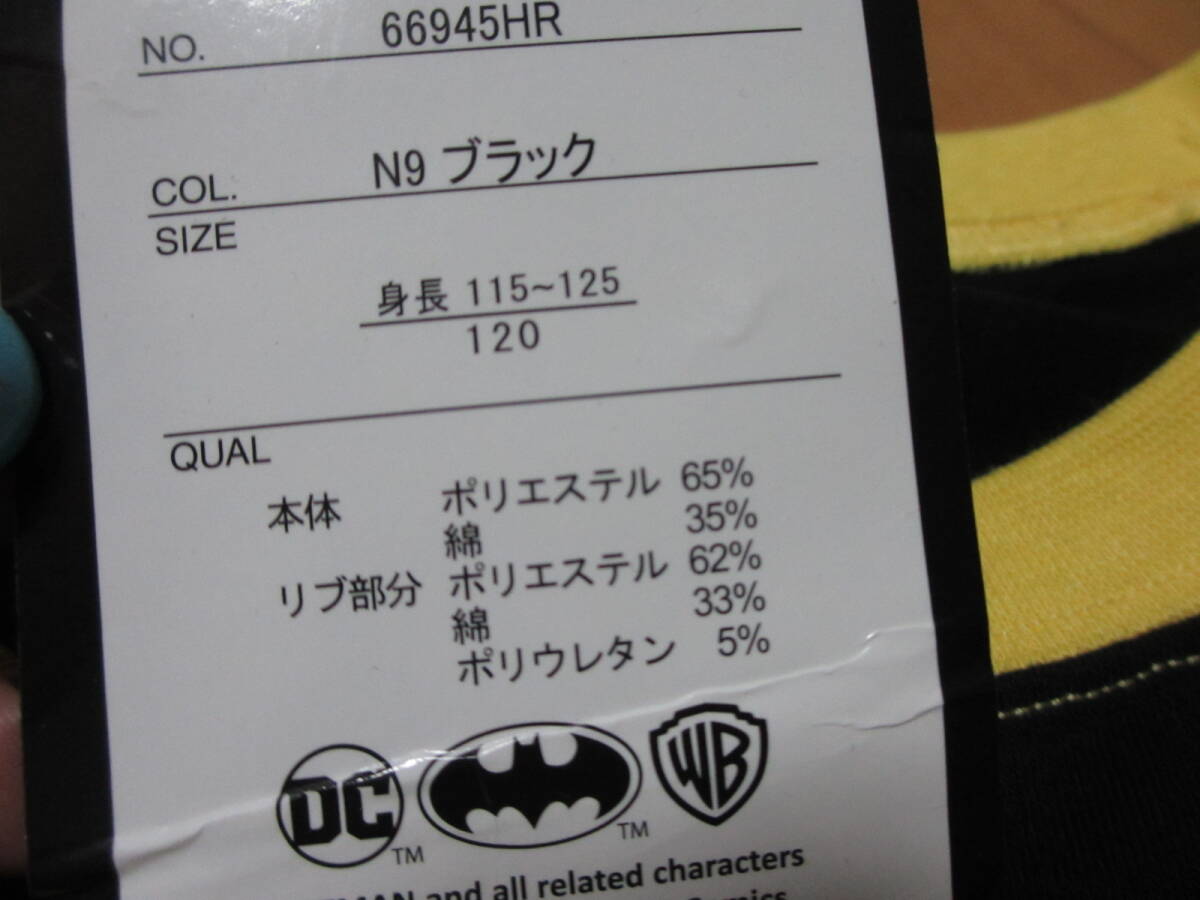 NO. 66945HR
COL. N9 ブラック
SIZE
身長 115~125
120
QUAL
本体 ポリエステル 65%
綿 35%
リブ部分 ポリエステル 62%
綿 33%
ポリウレタン 5%
DC TM TM WB
and all related characters